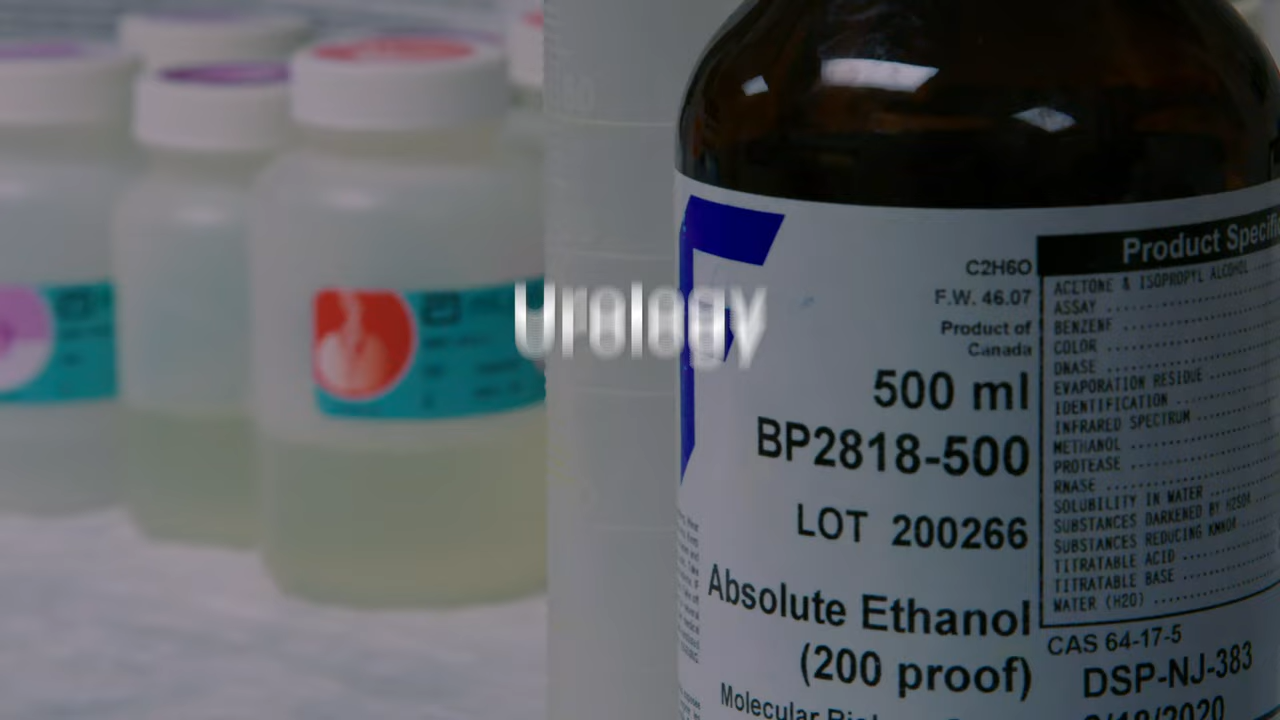 Urology
Product Specifi
C2H6O
F.W. 46.07
Product of
Canada
500 ml
BP2818-500
LOT 200266
Absolute Ethanol
(200 proof)
ACETONE & ISOPROPYL ALCOHOL
ASSAY
BENZENE
COLOR
DNASE
EVAPORATION RESIDUE
IDENTIFICATION
INFRARED SPECTRUM
METHANOL
PROTEASE
RNASE
SOLUBILITY IN WATER
SUBSTANCES DARKENED BY H2SO4
SUBSTANCES REDUCING KMNO4
TITRATABLE ACID
TITRATABLE BASE
WATER (H2O)
CAS 64-17-5
DSP-NJ-383
Molecular